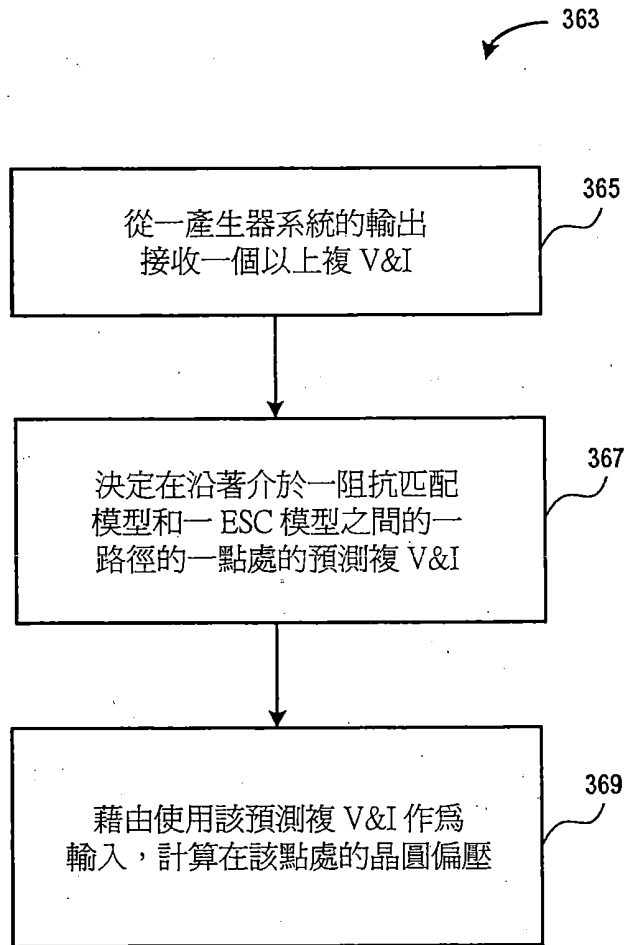 363
365
從一產生器系統的輸出
接收一個以上複 V&I
367
決定在沿著介於一阻抗匹配
模型和一 ESC 模型之間的一
路徑的一點處的預測複 V&I
369
藉由使用該預測複 V&I 作爲
輸入，計算在該點處的晶圓偏壓